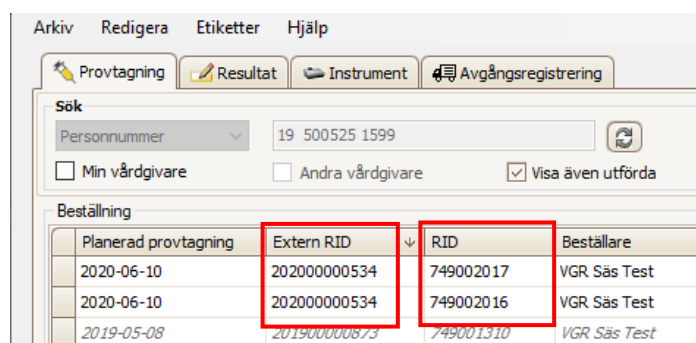 Arkiv Redigera Etiketter Hjälp
Provtagning Resultat Instrument Avgångsregistrering
Sök
Personnummer 19 500525 1599
Min vårdgivare Andra vårdgivare Visa även utförda
Beställning
Planerad provtagning Extern RID RID Beställare
2020-06-10 202000000534 749002017 VGR Säs Test
2020-06-10 202000000534 749002016 VGR Säs Test
2019-05-08 201900000873 749001310 VGR Säs Test